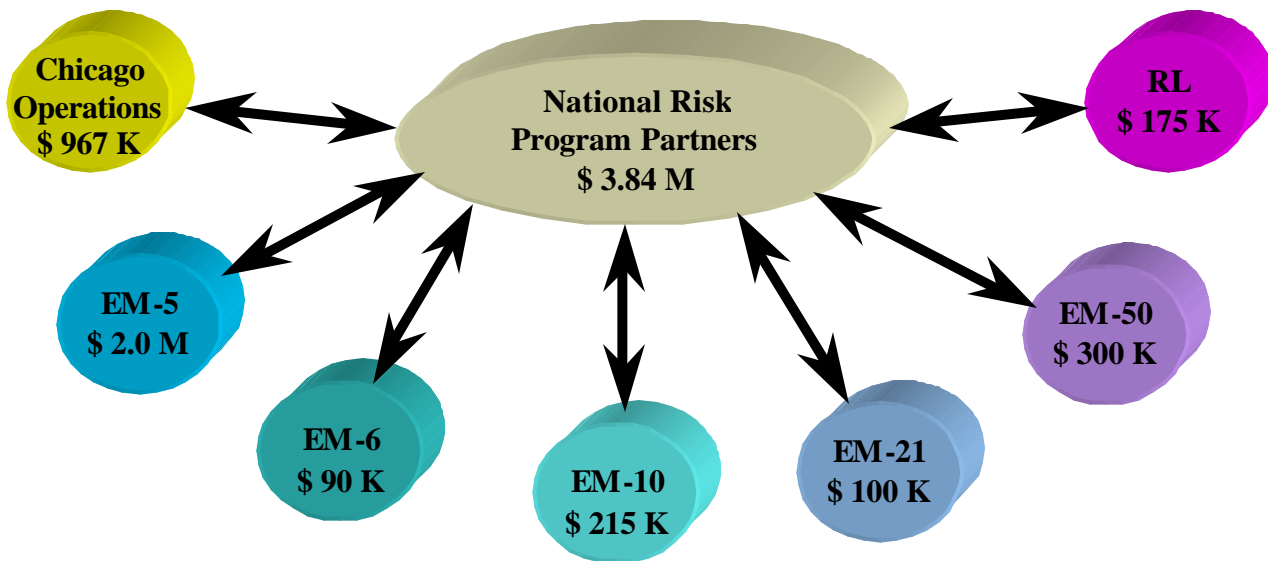 Chicago
Operations
$ 967 K
National Risk
Program Partners
$ 3.84 M
RL
$ 175 K
EM-5
$ 2.0 M
EM-6
$ 90 K
EM-10
$ 215 K
EM-21
$ 100 K
EM-50
$ 300 K